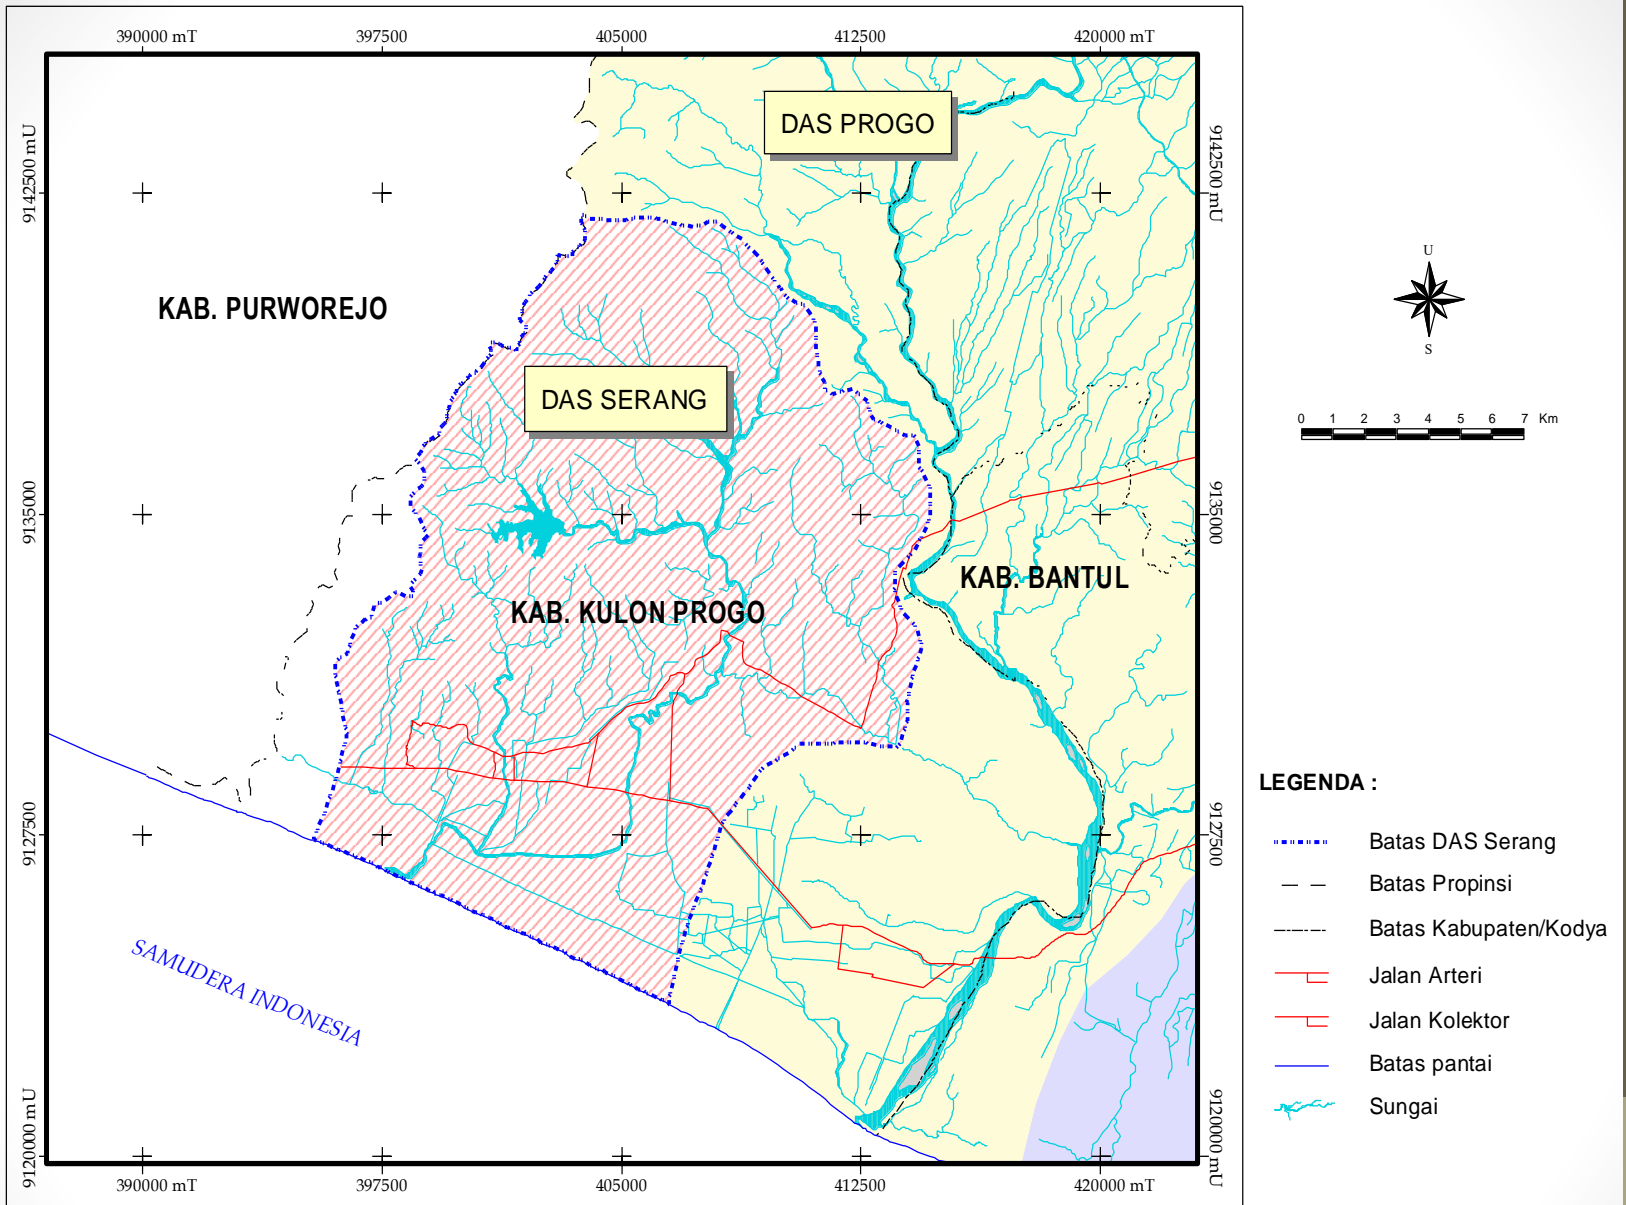 390000 mT
397500
405000
412500
420000 mT
9142500 mU
9142500 mU
DAS PROGO
KAB. PURWOREJO
DAS SERANG
9135000
9135000
KAB. BANTUL
KAB. KULON PROGO
9127500
9127500
SAMUDERA INDONESIA
9120000 mU
9120000 mU
390000 mT
397500
405000
412500
420000 mT
U
S
0 1 2 3 4 5 6 7 Km
LEGENDA :
Batas DAS Serang
Batas Propinsi
Batas Kabupaten/Kodya
Jalan Arteri
Jalan Kolektor
Batas pantai
Sungai